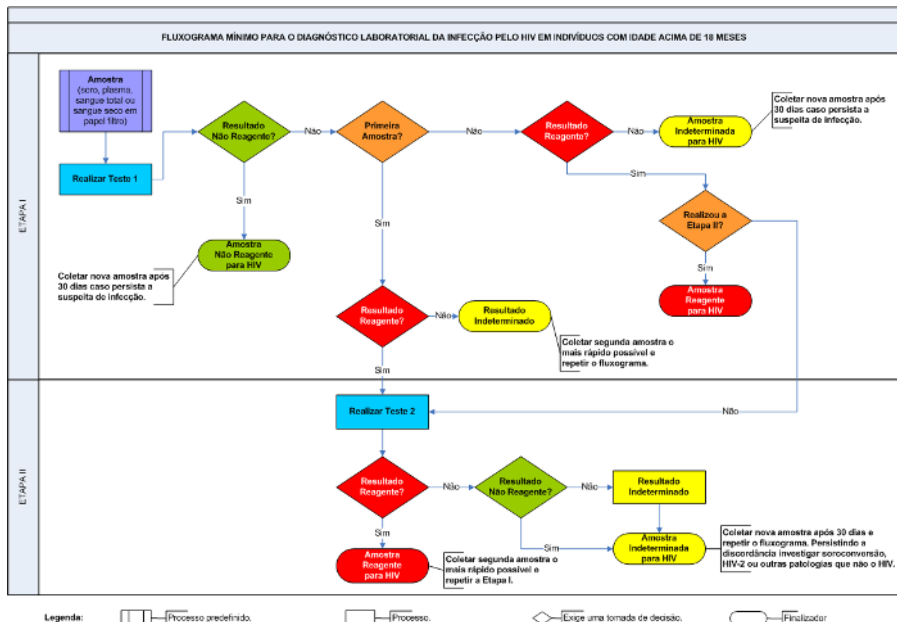 FLUXOGRAMA MÍNIMO PARA O DIAGNÓSTICO LABORATORIAL DA INFECÇÃO PELO HIV EM INDIVÍDUOS COM IDADE ACIMA DE 18 MESES
ETAPA I
Amostra
(soro, plasma,
sangue total ou
sangue seco em
papel filtro)
Realizar Teste 1
Resultado
Não Reagente?
Não
Sim
Amostra
Não Reagente
para HIV
Coletar nova amostra após
30 dias caso persista a
suspeita de infecção.
Primeira
Amostra?
Não
Sim
Resultado
Reagente?
Não
Amostra
Indeterminada
para HIV
Coletar nova amostra após
30 dias caso persista a
suspeita de infecção.
Sim
Realizou a
Etapa II?
Sim
Amostra
Reagente
para HIV
Não
Resultado
Reagente?
Não
Resultado
Indeterminado
Coletar segunda amostra o
mais rápido possível e
repetir o fluxograma.
Sim
ETAPA II
Realizar Teste 2
Resultado
Reagente?
Não
Sim
Amostra
Reagente
para HIV
Coletar segunda amostra o
mais rápido possível e
repetir a Etapa I.
Resultado
Não Reagente?
Não
Resultado
Indeterminado
Sim
Amostra
Indeterminada
para HIV
Coletar nova amostra após 30 dias e
repetir o fluxograma. Persistindo a
discordância investigar soroconversão,
HIV-2 ou outras patologias que não o HIV.
Legenda:
Processo predefinido.
Processo.
Exige uma tomada de decisão.
Finalizador